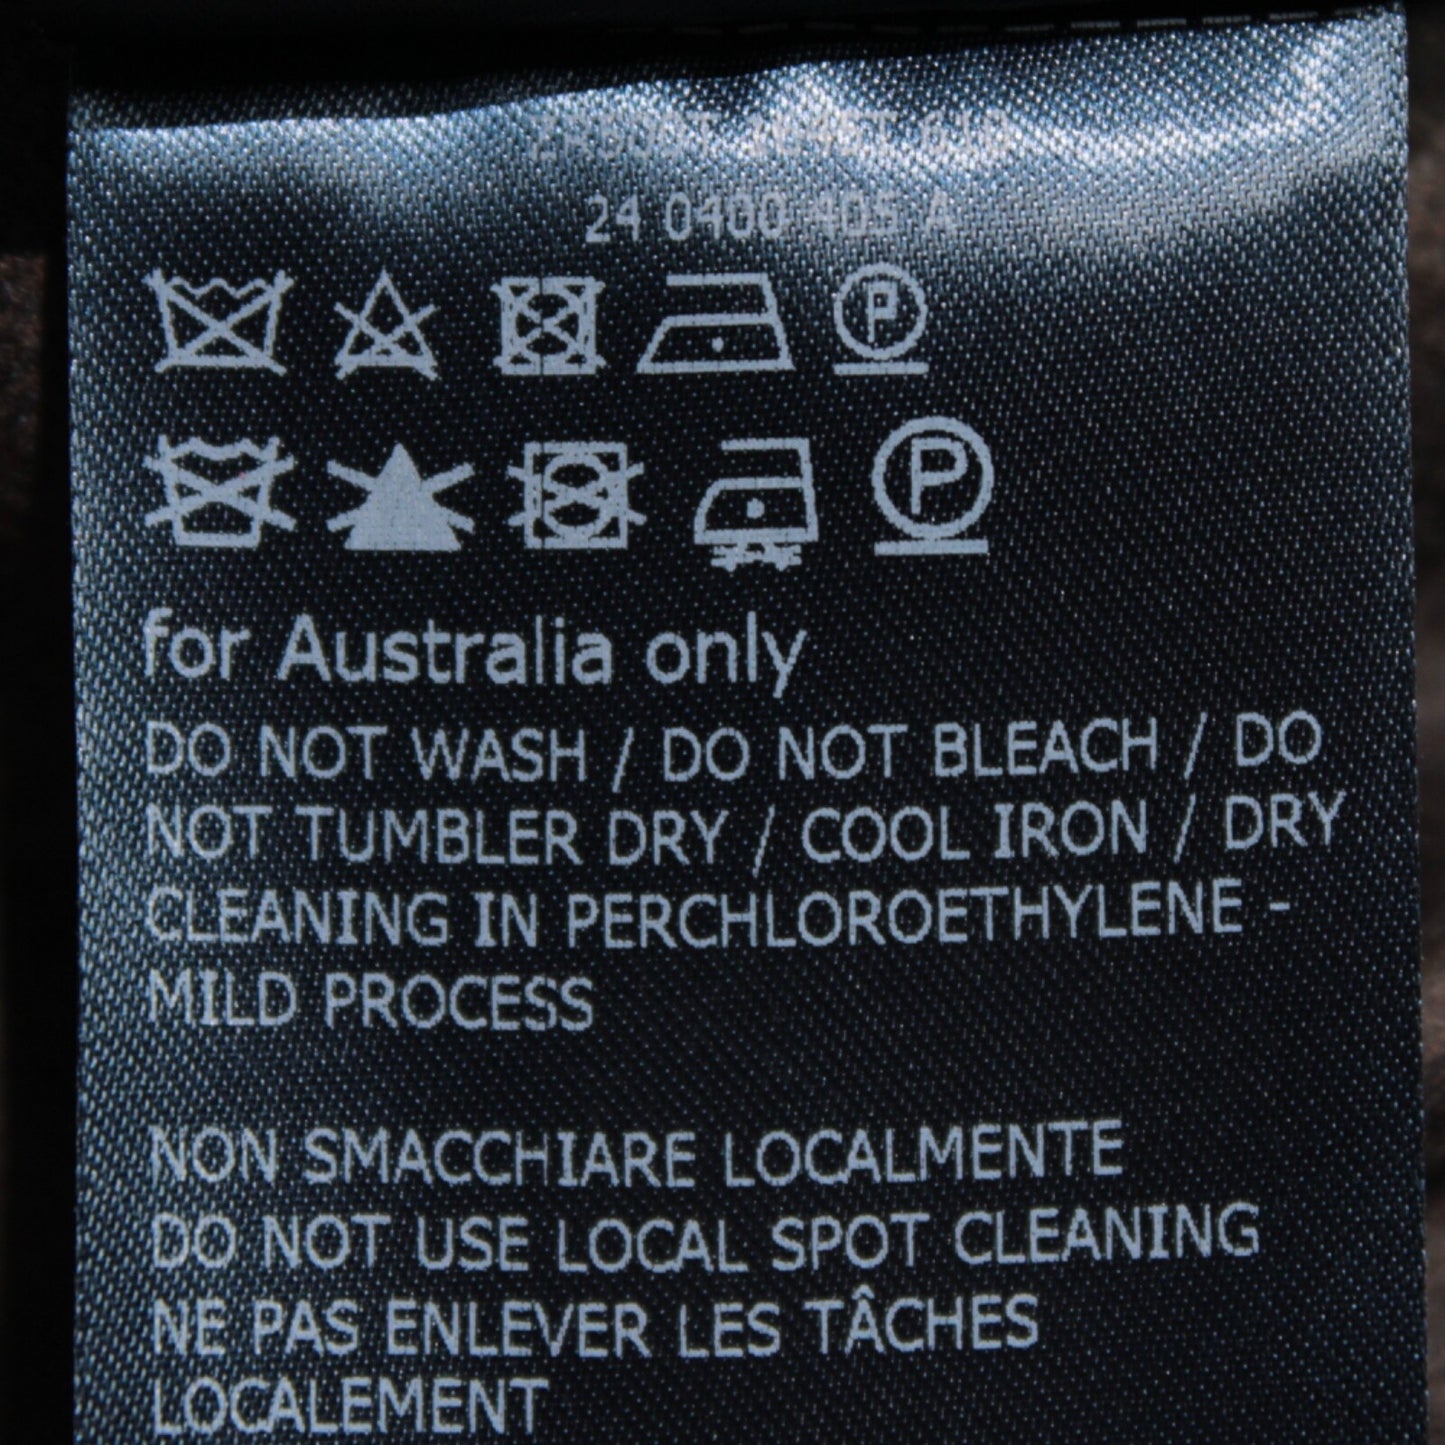 24 0400 405 A
P
P
for Australia only
DO NOT WASH / DO NOT BLEACH / DO
NOT TUMBLER DRY / COOL IRON / DRY
CLEANING IN PERCHLOROETHYLENE -
MILD PROCESS
NON SMACCHIARE LOCALMENTE
DO NOT USE LOCAL SPOT CLEANING
NE PAS ENLEVER LES TÂCHES
LOCALEMENT